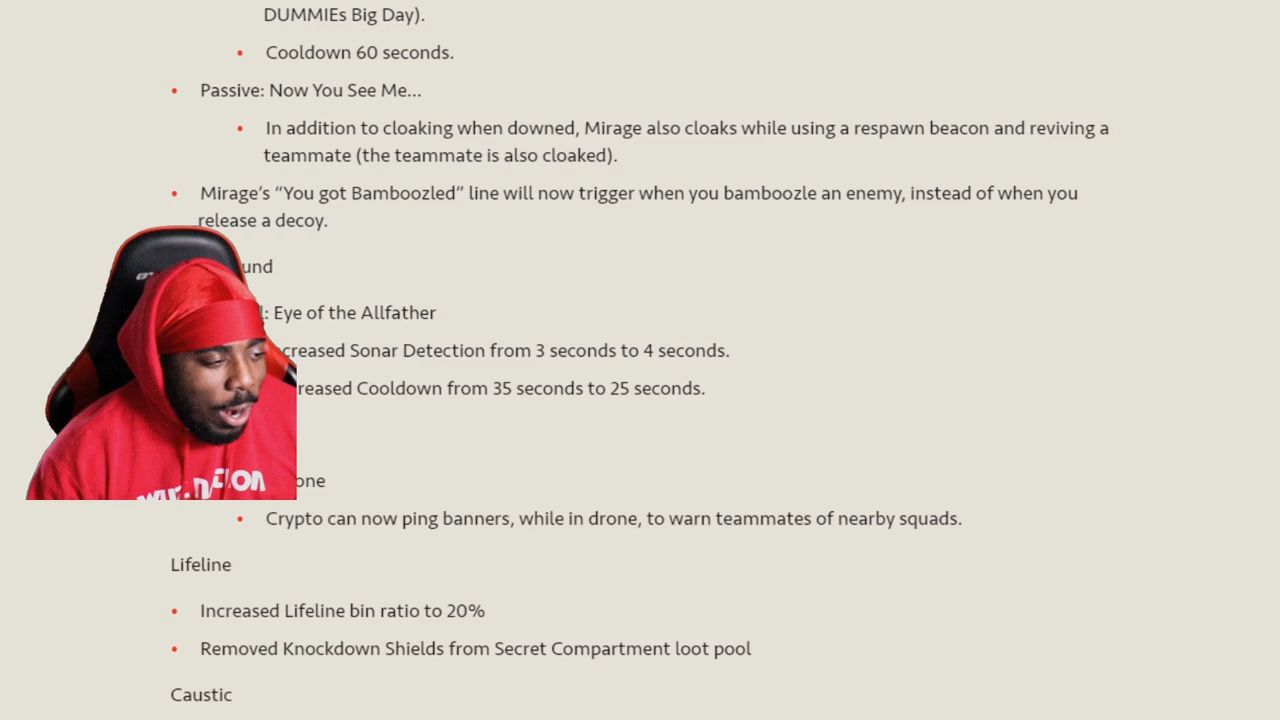 DUMMIEs Big Day).
• Cooldown 60 seconds.
• Passive: Now You See Me...
• In addition to cloaking when downed, Mirage also cloaks while using a respawn beacon and reviving a
teammate (the teammate is also cloaked).
• Mirage's “You got Bamboozled” line will now trigger when you bamboozle an enemy, instead of when you
release a decoy.
und
: Eye of the Allfather
creased Sonar Detection from 3 seconds to 4 seconds.
reased Cooldown from 35 seconds to 25 seconds.
one
• Crypto can now ping banners, while in drone, to warn teammates of nearby squads.
Lifeline
• Increased Lifeline bin ratio to 20%
• Removed Knockdown Shields from Secret Compartment loot pool
Caustic